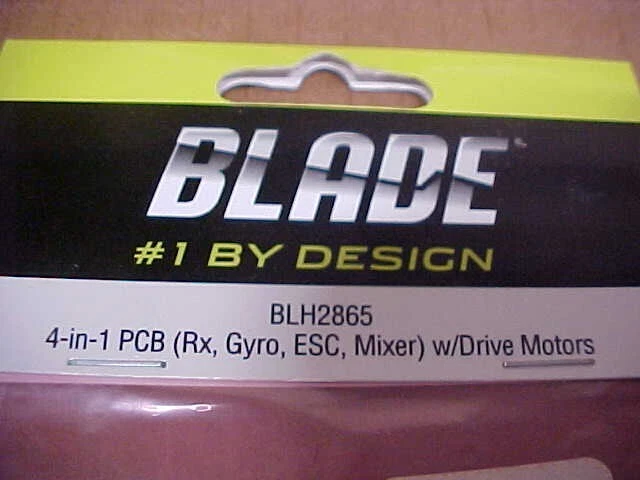 BLADE
#1 BY DESIGN
BLH2865
4-in-1 PCB (Rx, Gyro, ESC, Mixer) w/Drive Motors